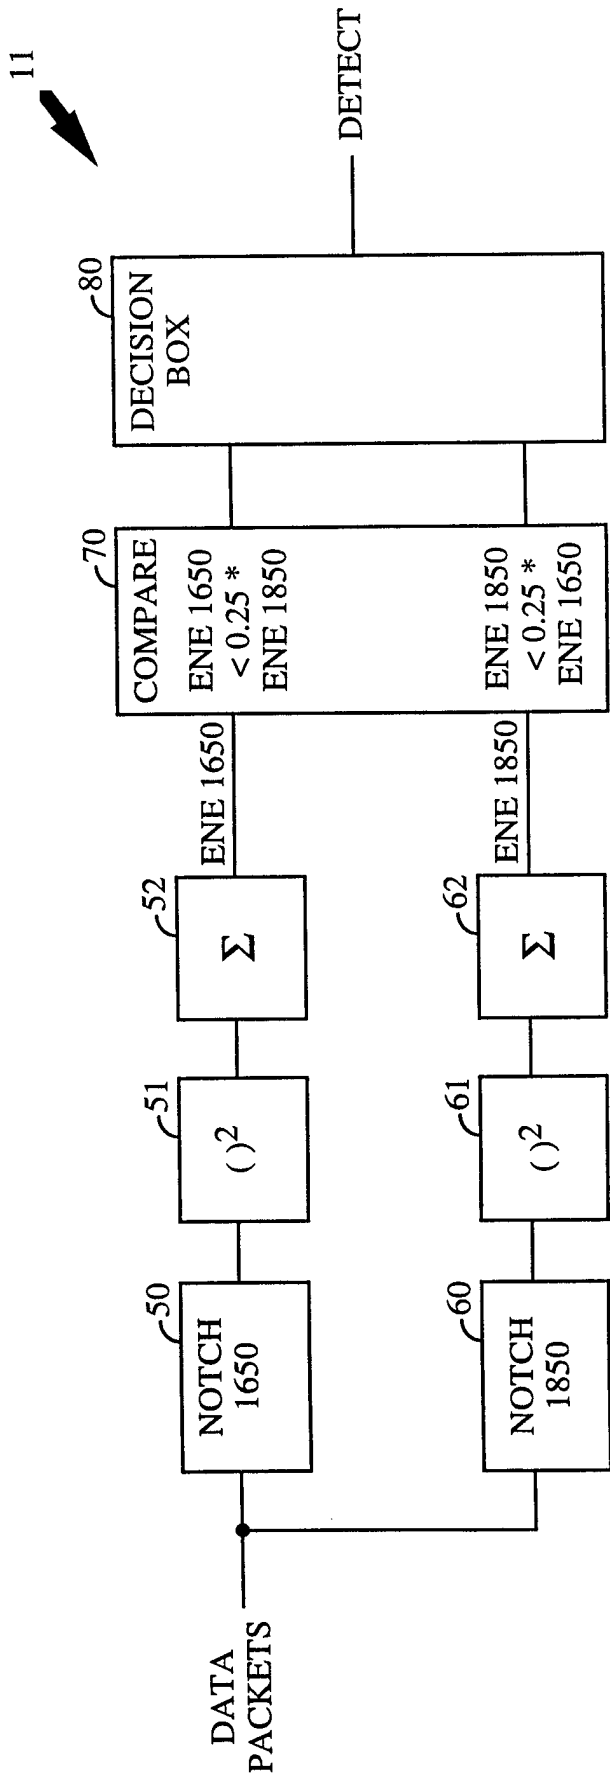 11
DATA
PACKETS
50
NOTCH
1650
51
( )2
52
Σ
ENE 1650
60
NOTCH
1850
61
( )2
62
Σ
ENE 1850
70
COMPARE
ENE 1650
< 0.25 *
ENE 1850
ENE 1850
< 0.25 *
ENE 1650
80
DECISION
BOX
DETECT